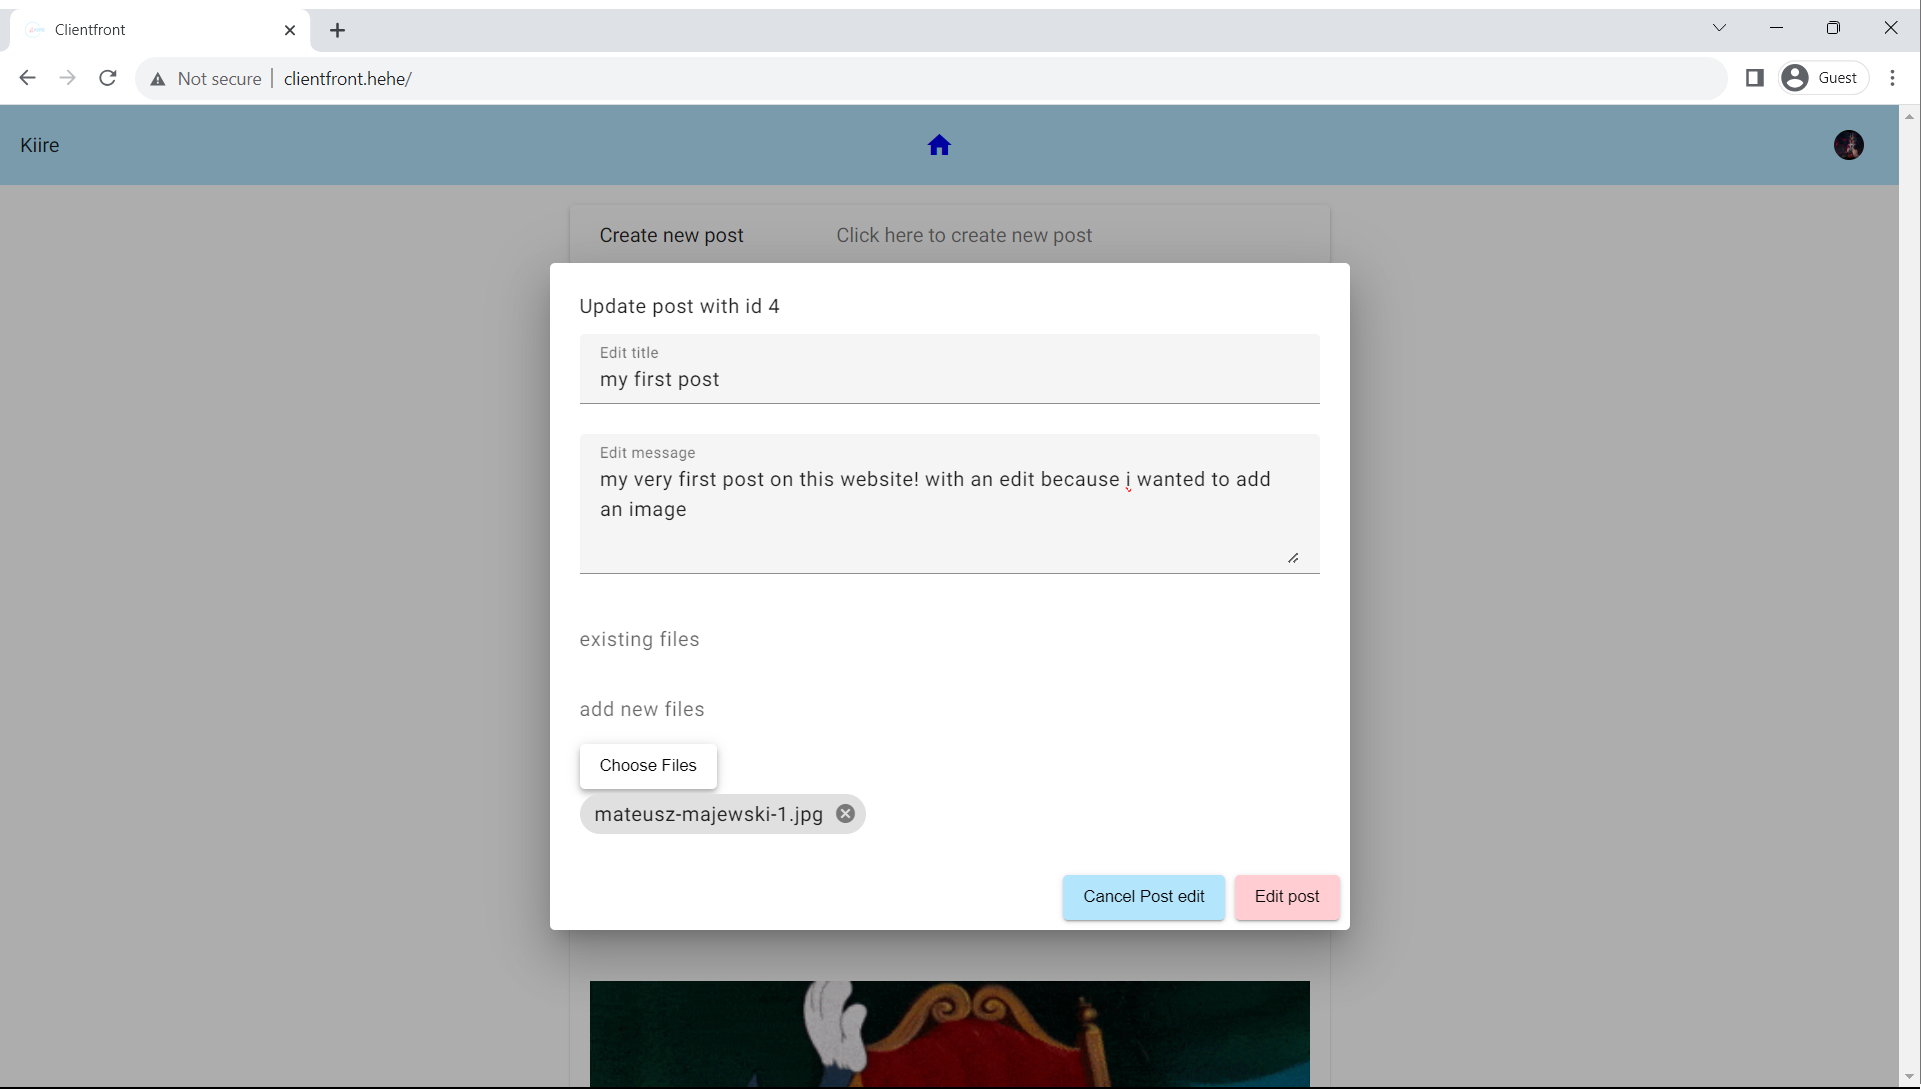 Clientfront
Not secure
clientfront.hehe/
Guest
Kiire
Create new post
Click here to create new post
Update post with id 4
Edit title
my first post
Edit message
my very first post on this website! with an edit because i wanted to add
an image
existing files
add new files
Choose Files
mateusz-majewski-1.jpg
Cancel Post edit
Edit post